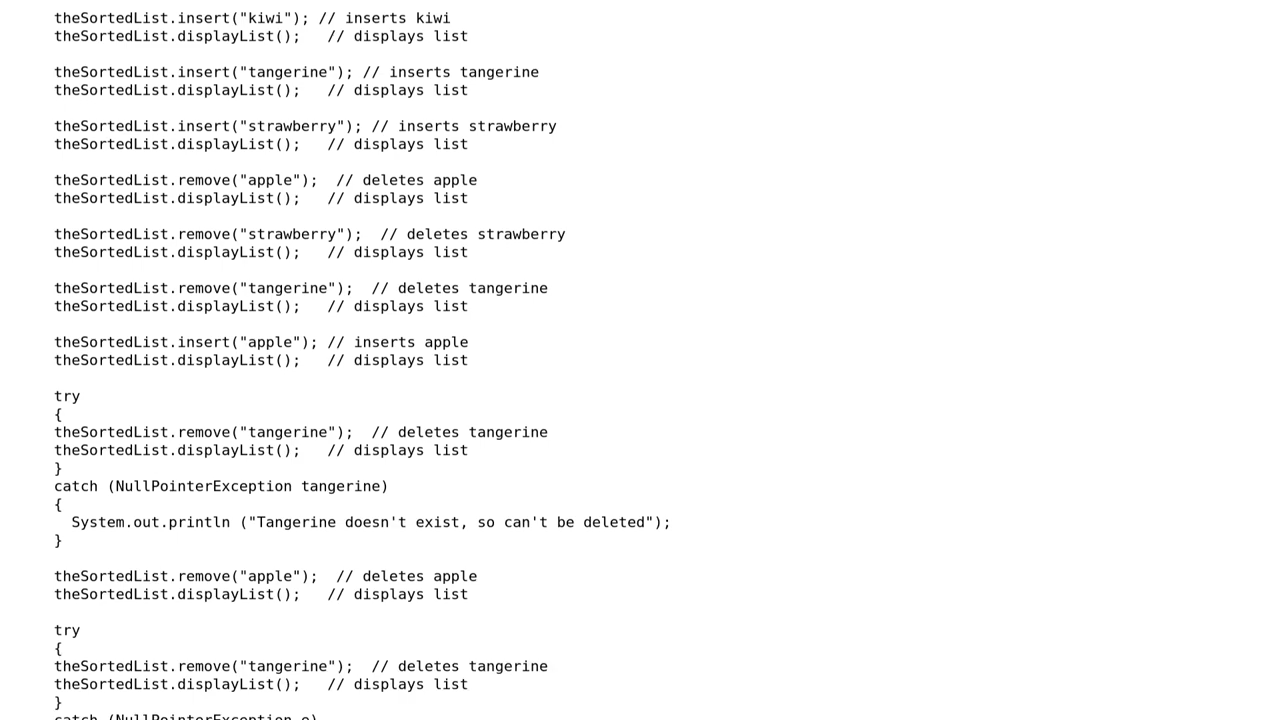 theSortedList.insert("kiwi"); // inserts kiwi
theSortedList.displayList();   // displays list

theSortedList.insert("tangerine"); // inserts tangerine
theSortedList.displayList();   // displays list

theSortedList.insert("strawberry"); // inserts strawberry
theSortedList.displayList();   // displays list

theSortedList.remove("apple");  // deletes apple
theSortedList.displayList();   // displays list

theSortedList.remove("strawberry");  // deletes strawberry
theSortedList.displayList();   // displays list

theSortedList.remove("tangerine");  // deletes tangerine
theSortedList.displayList();   // displays list

theSortedList.insert("apple"); // inserts apple
theSortedList.displayList();   // displays list

try
{
theSortedList.remove("tangerine");  // deletes tangerine
theSortedList.displayList();   // displays list
}
catch (NullPointerException tangerine)
{
  System.out.println ("Tangerine doesn't exist, so can't be deleted");
}

theSortedList.remove("apple");  // deletes apple
theSortedList.displayList();   // displays list

try
{
theSortedList.remove("tangerine");  // deletes tangerine
theSortedList.displayList();   // displays list
}
catch (NullPointerException e)